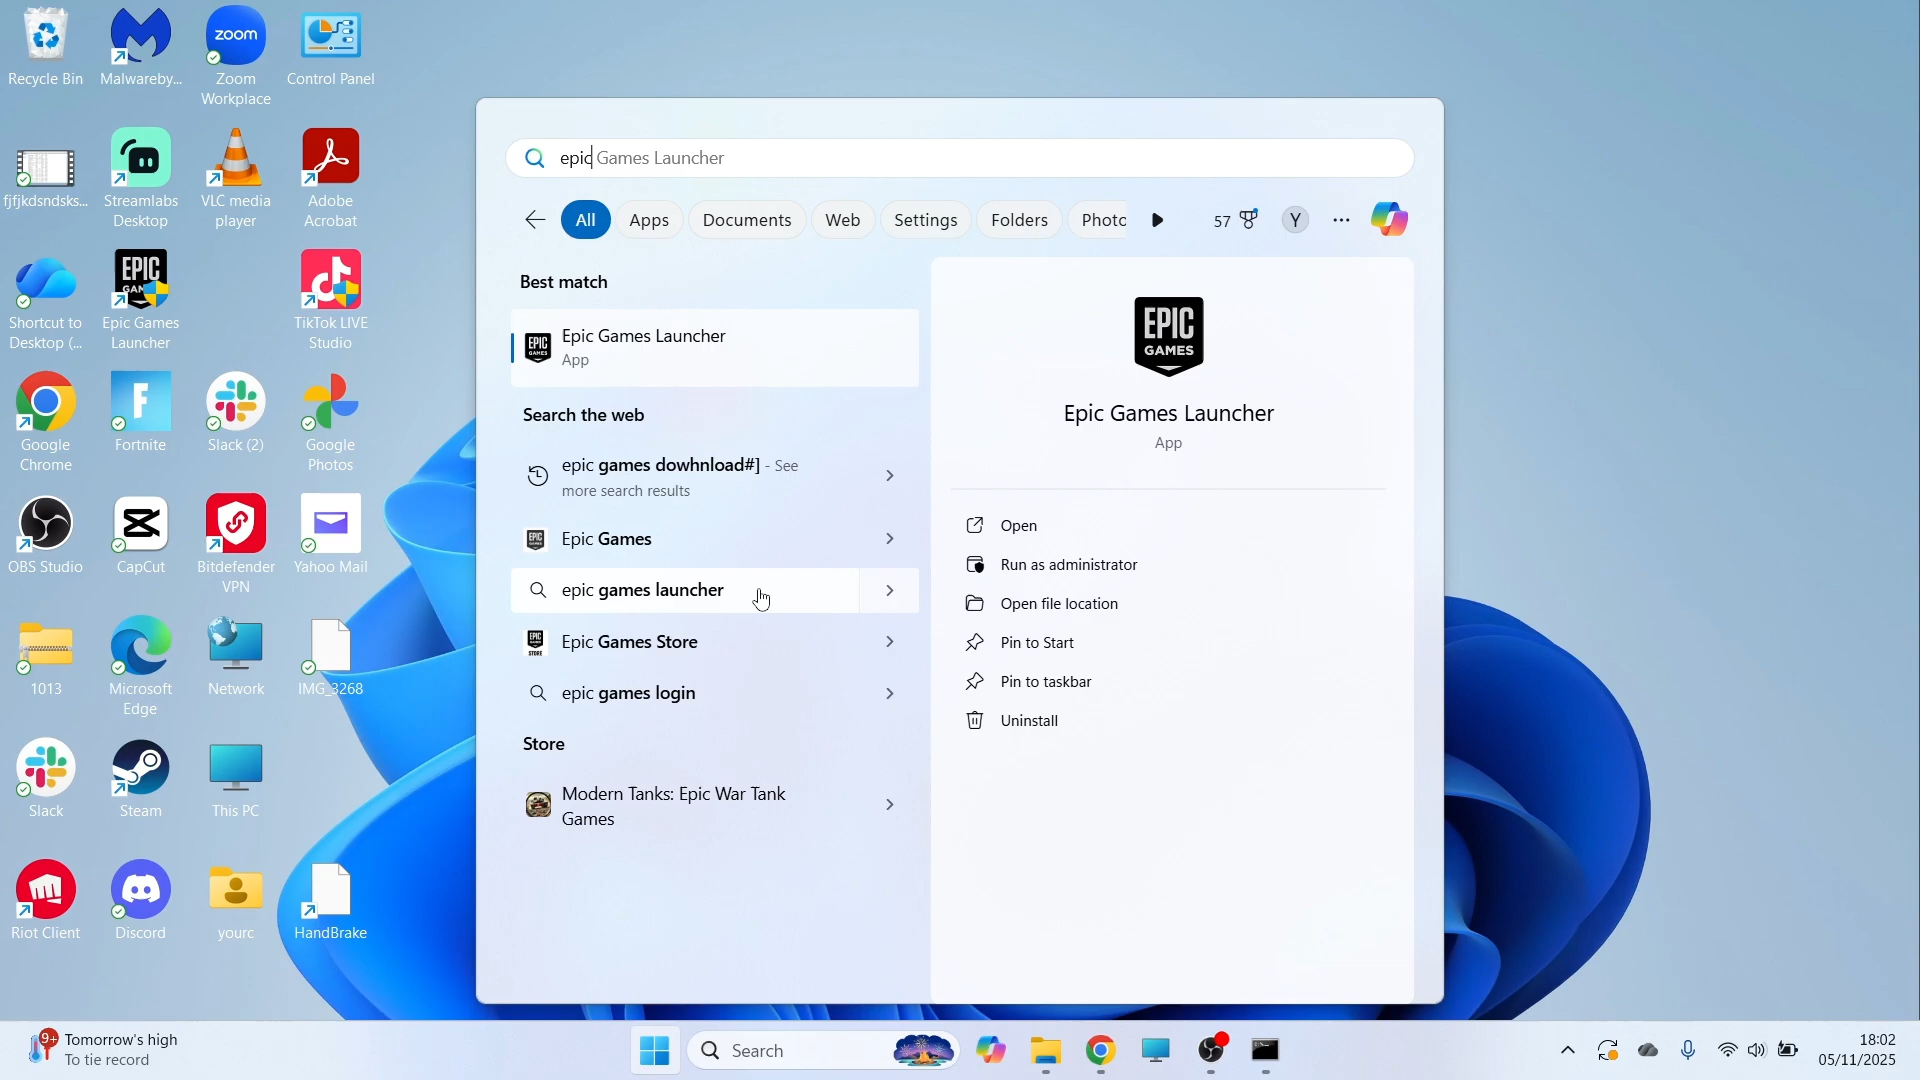 Recycle Bin
Malwareby...
zoom
Zoom
Workplace
Control Panel
fjfjkdsndsks...
Streamlabs
Desktop
VLC media
player
Adobe
Acrobat
Shortcut to
Desktop (...
EPIC
GAMES
Epic Games
Launcher
TikTok LIVE
Studio
Google
Chrome
F
Fortnite
Slack (2)
Google
Photos
OBS Studio
CapCut
Bitdefender
VPN
Yahoo Mail
1013
Microsoft
Edge
Network
IMG_3268
Slack
Steam
This PC
Riot Client
Discord
yourc
HandBrake
epic Games Launcher
All
Apps
Documents
Web
Settings
Folders
Photo
57
Y
Best match
EPIC
GAMES
Epic Games Launcher
App
Search the web
epic games dowhnload#] - See
more search results
Epic Games
epic games launcher
EPIC
STORE
Epic Games Store
epic games login
Store
Modern Tanks: Epic War Tank
Games
EPIC
GAMES
Epic Games Launcher
App
Open
Run as administrator
Open file location
Pin to Start
Pin to taskbar
Uninstall
9+
Tomorrow's high
To tie record
Search
18:02
05/11/2025